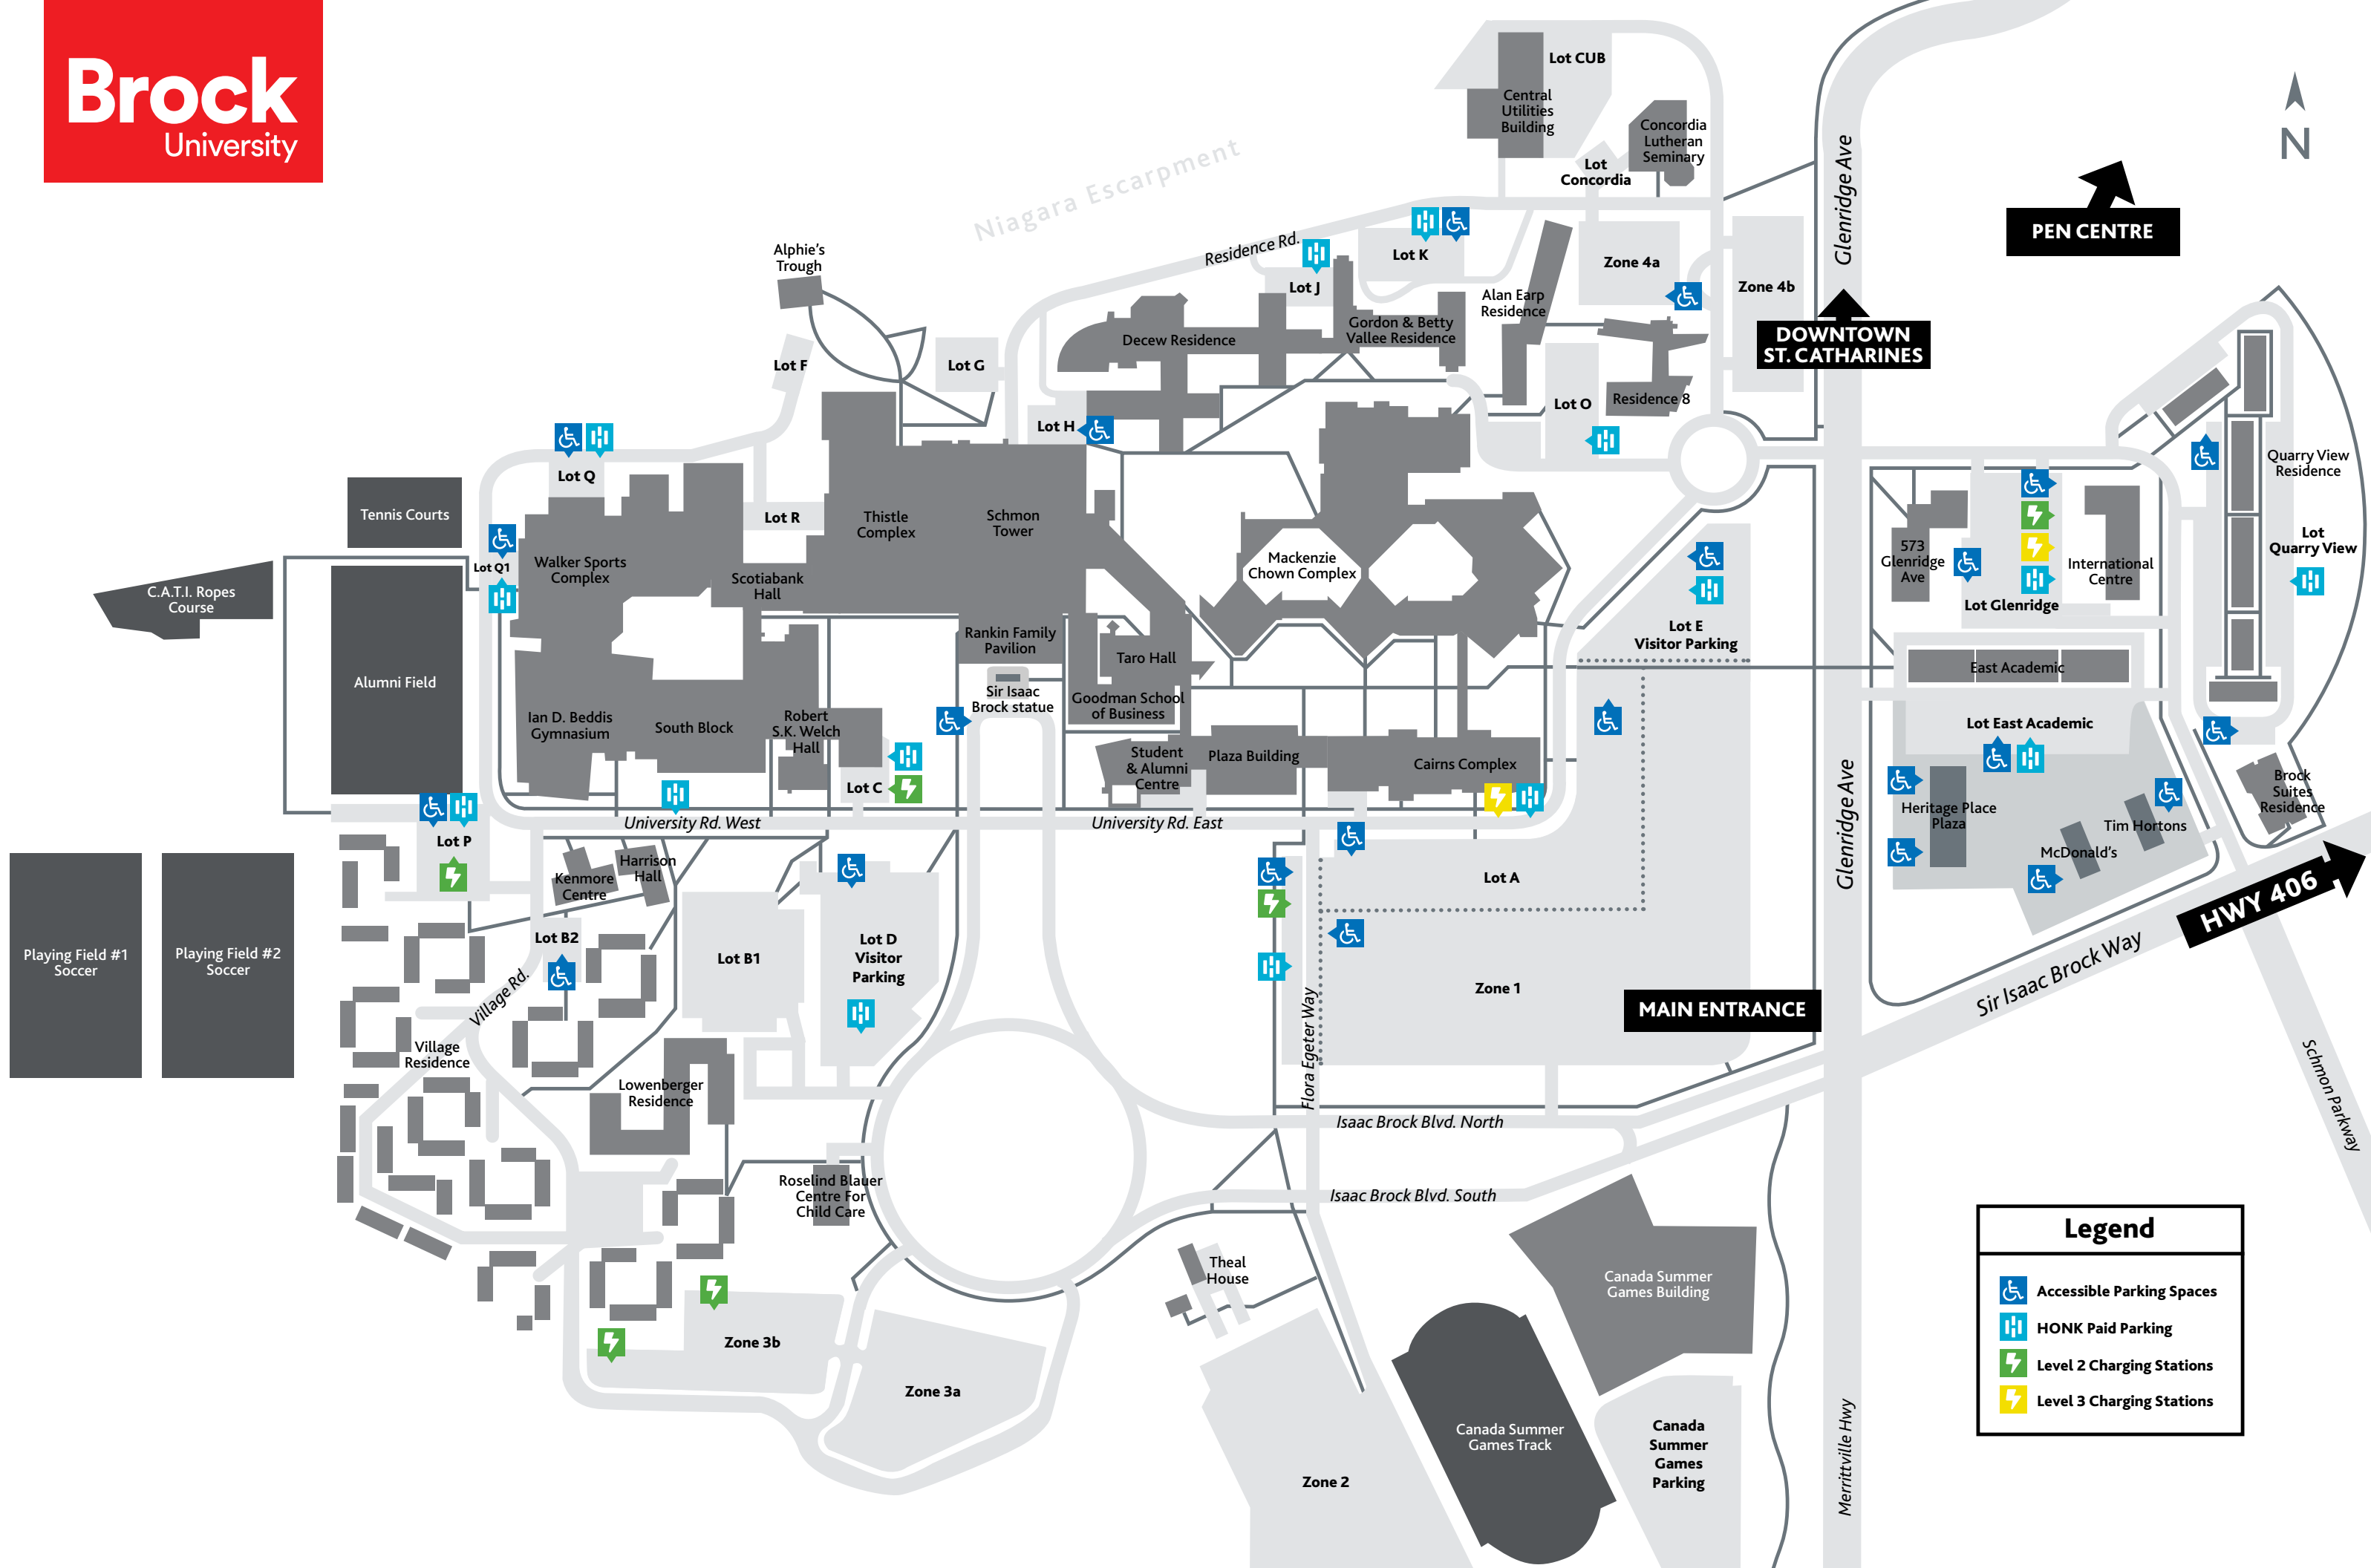 Brock
University
Niagara Escarpment
Lot CUB
Central
Utilities
Building
Concordia
Lutheran
Seminary
Lot
Concordia
Glenridge Ave
N
PEN CENTRE
Alphie's
Trough
Residence Rd.
Lot K
Lot J
Zone 4a
Zone 4b
Alan Earp
Residence
DOWNTOWN
ST. CATHARINES
Decew Residence
Gordon & Betty
Vallee Residence
Lot F
Lot G
Lot H
Lot O
Residence 8
Lot Q
Quarry View
Residence
Tennis Courts
Lot R
Thistle
Complex
Schmon
Tower
Lot
Quarry View
Lot Q1
Walker Sports
Complex
Scotiabank
Hall
Mackenzie
Chown Complex
573
Glenridge
Ave
International
Centre
Lot Glenridge
C.A.T.I. Ropes
Course
Rankin Family
Pavilion
Taro Hall
Lot E
Visitor Parking
East Academic
Alumni Field
Sir Isaac
Brock statue
Goodman School
of Business
Ian D. Beddis
Gymnasium
South Block
Robert
S.K. Welch
Hall
Lot East Academic
Student
& Alumni
Centre
Plaza Building
Cairns Complex
Lot C
Brock
Suites
Residence
Heritage Place
Plaza
Tim Hortons
McDonald's
University Rd. West
University Rd. East
Glenridge Ave
Lot P
Kenmore
Centre
Harrison
Hall
Lot A
HWY 406
Lot B2
Lot B1
Lot D
Visitor
Parking
Playing Field #1
Soccer
Playing Field #2
Soccer
Village Rd.
Zone 1
MAIN ENTRANCE
Sir Isaac Brock Way
Flora Egeter Way
Schmon Parkway
Village
Residence
Lowenberger
Residence
Isaac Brock Blvd. North
Roselind Blauer
Centre For
Child Care
Isaac Brock Blvd. South
Theal
House
Canada Summer
Games Building
Zone 3b
Zone 3a
Zone 2
Canada Summer
Games Track
Canada
Summer
Games
Parking
Merrittville Hwy
Legend
Accessible Parking Spaces
HONK Paid Parking
Level 2 Charging Stations
Level 3 Charging Stations